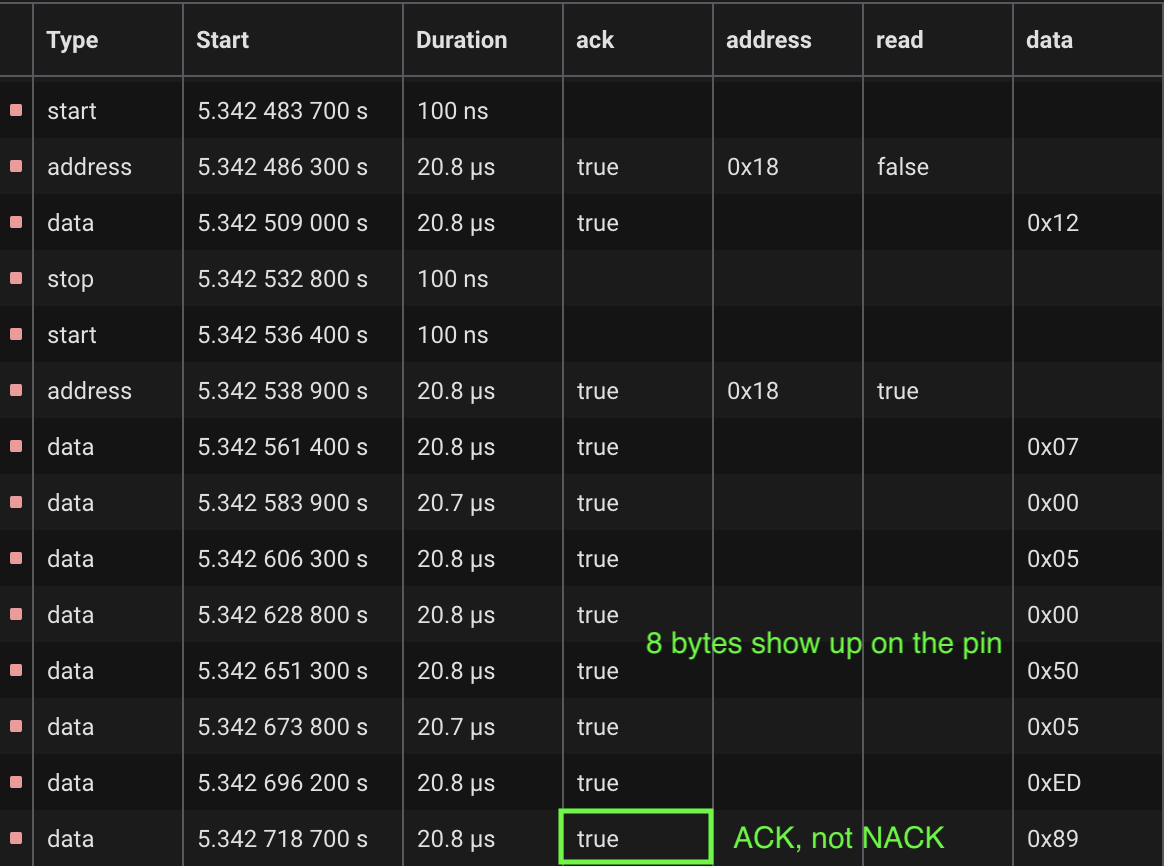 Type Start Duration ack address read data
start 5.342 483 700 s 100 ns
address 5.342 486 300 s 20.8 μs true 0x18 false
data 5.342 509 000 s 20.8 μs true 0x12
stop 5.342 532 800 s 100 ns
start 5.342 536 400 s 100 ns
address 5.342 538 900 s 20.8 μs true 0x18 true
data 5.342 561 400 s 20.8 μs true 0x07
data 5.342 583 900 s 20.7 μs true 0x00
data 5.342 606 300 s 20.8 μs true 0x05
data 5.342 628 800 s 20.8 μs true 0x00
8 bytes show up on the pin
data 5.342 651 300 s 20.8 μs true 0x50
data 5.342 673 800 s 20.7 μs true 0x05
data 5.342 696 200 s 20.8 μs true 0xED
data 5.342 718 700 s 20.8 μs true ACK, not NACK 0x89